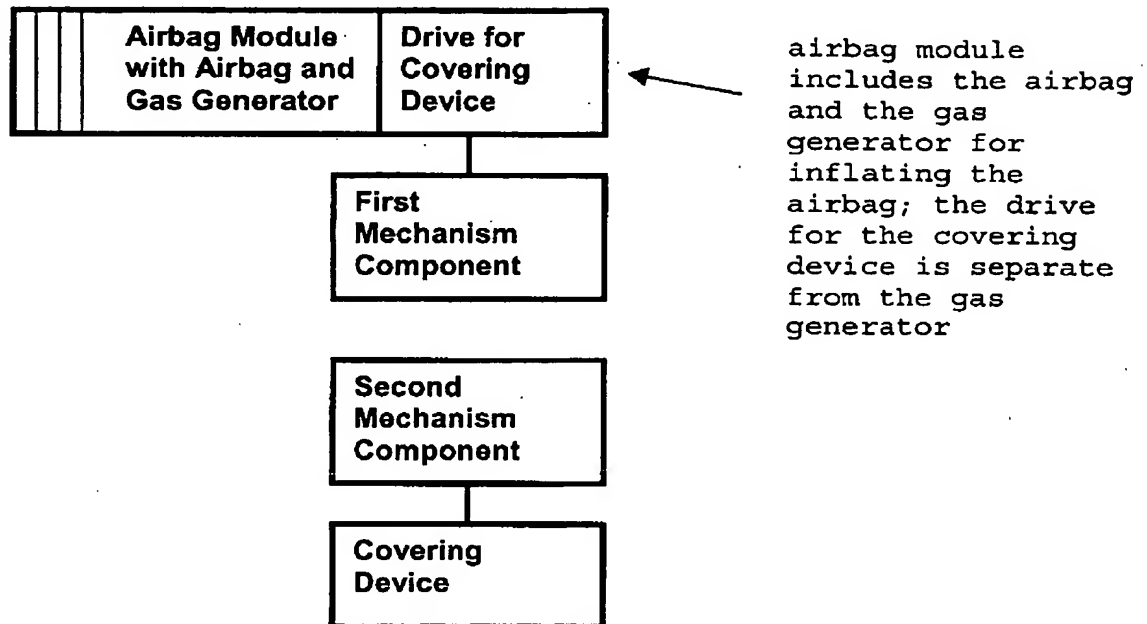 Airbag Module
with Airbag and
Gas Generator
Drive for
Covering
Device
airbag module
includes the airbag
and the gas
generator for
inflating the
airbag; the drive
for the covering
device is separate
from the gas
generator
First
Mechanism
Component
Second
Mechanism
Component
Covering
Device